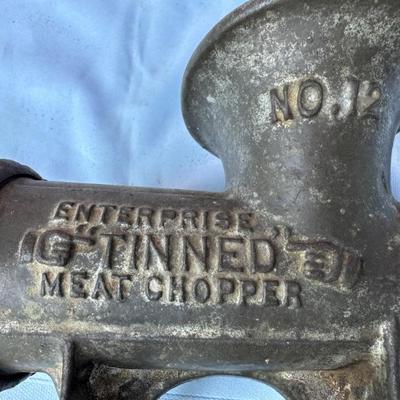 NO. 12
ENTERPRISE
"TINNED"
MEAT CHOPPER